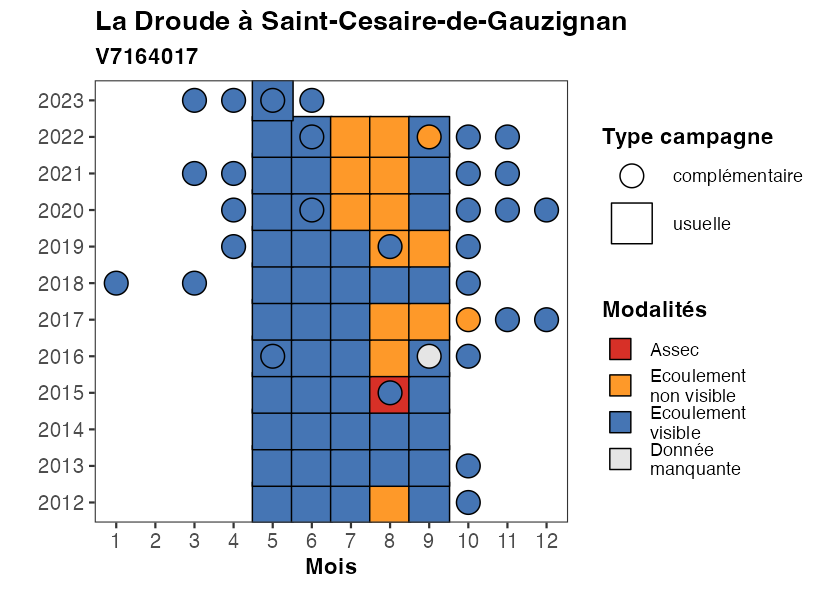 La Droude à Saint-Cesaire-de-Gauzignan
V7164017
2023
2022
2021
2020
2019
2018
2017
2016
2015
2014
2013
2012
1 2 3 4 5 6 7 8 9 10 11 12
Mois
Type campagne
complémentaire
usuelle
Modalités
Assec
Ecoulement
non visible
Ecoulement
visible
Donnée
manquante